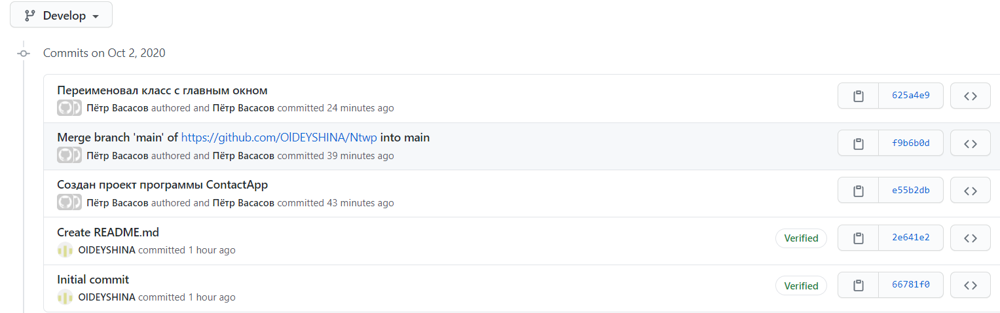 Develop
Commits on Oct 2, 2020
Переименовал класс с главным окном
Пётр Васасов authored and Пётр Васасов committed 24 minutes ago
625a4e9
Merge branch 'main' of https://github.com/OIDEYSHINA/Ntwp into main
Пётр Васасов authored and Пётр Васасов committed 39 minutes ago
f9b6b0d
Создан проект программы ContactApp
Пётр Васасов authored and Пётр Васасов committed 43 minutes ago
e55b2db
Create README.md
OIDEYSHINA committed 1 hour ago
Verified
2e641e2
Initial commit
OIDEYSHINA committed 1 hour ago
Verified
66781f0